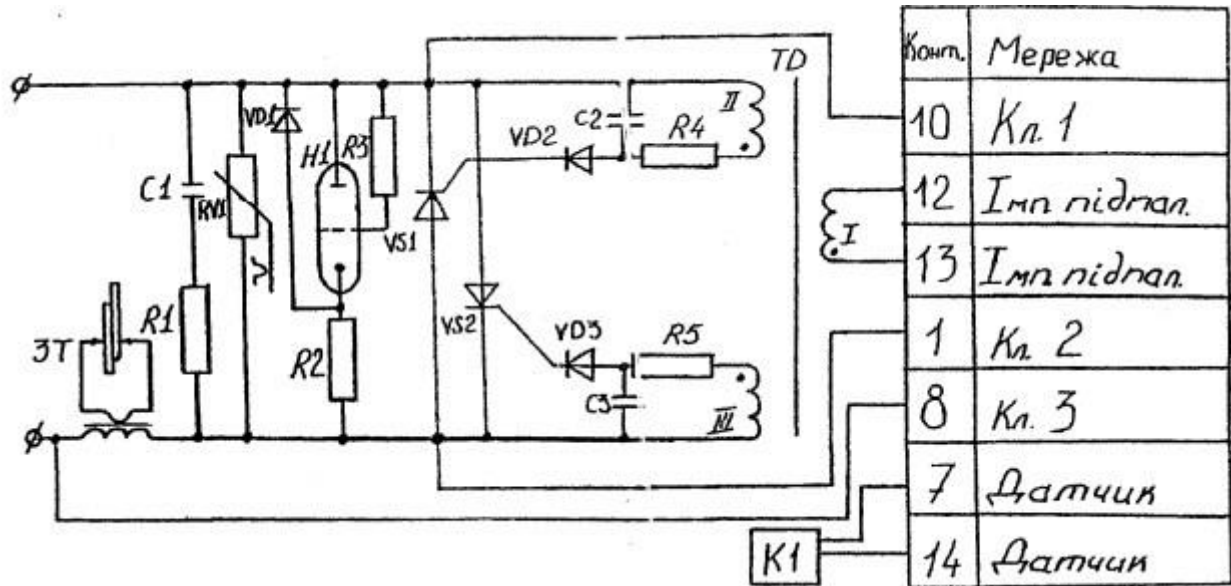 Конт. Мережа
10 Кл. 1
12 Імп. підпал.
13 Імп. підпал.
1 Кл. 2
8 Кл. 3
7 Датчик
14 Датчик
TD
II
C2
R4
VD2
VD1
H1
R3
C1
RV1
VS1
I
U
R1
3T
R2
VS2
VD3
R5
C3
III
K1